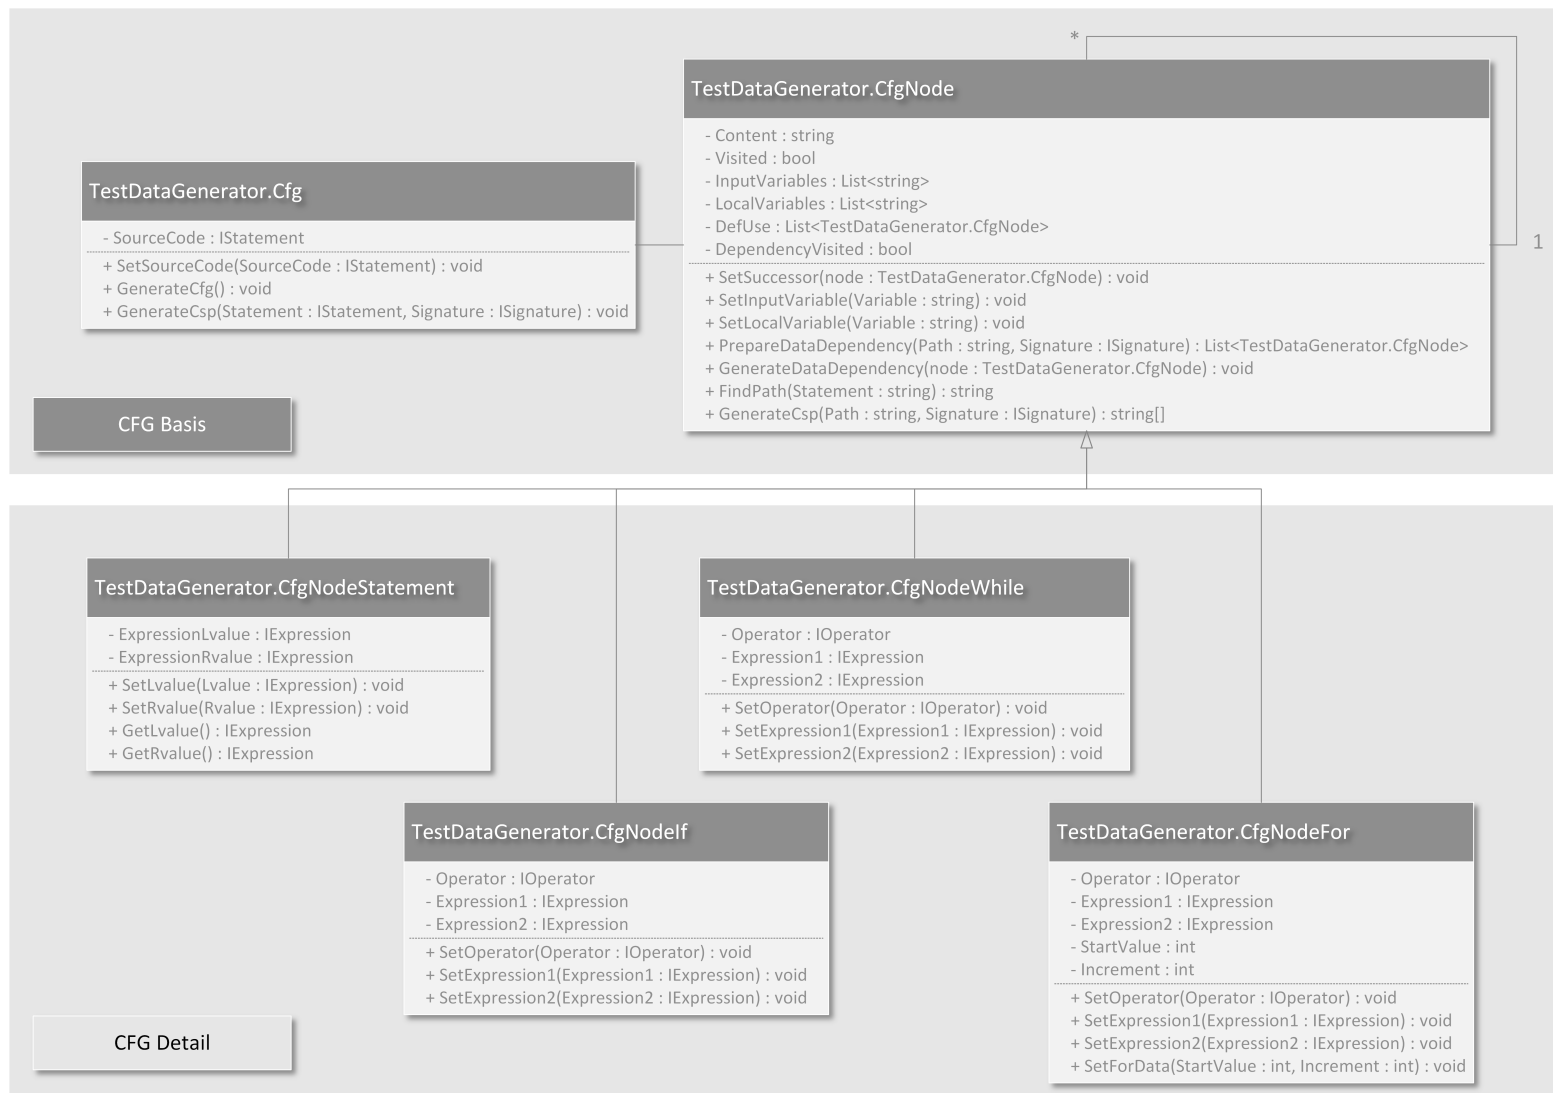 *
TestDataGenerator.CfgNode
- Content : string
- Visited : bool
- InputVariables : List<string>
- LocalVariables : List<string>
- DefUse : List<TestDataGenerator.CfgNode>
- DependencyVisited : bool
+ SetSuccessor(node : TestDataGenerator.CfgNode) : void
+ SetInputVariable(Variable : string) : void
+ SetLocalVariable(Variable : string) : void
+ PrepareDataDependency(Path : string, Signature : ISignature) : List<TestDataGenerator.CfgNode>
+ GenerateDataDependency(node : TestDataGenerator.CfgNode) : void
+ FindPath(Statement : string) : string
+ GenerateCsp(Path : string, Signature : ISignature) : string[]
1
TestDataGenerator.Cfg
- SourceCode : IStatement
+ SetSourceCode(SourceCode : IStatement) : void
+ GenerateCfg() : void
+ GenerateCsp(Statement : IStatement, Signature : ISignature) : void
CFG Basis
TestDataGenerator.CfgNodeStatement
- ExpressionLvalue : IExpression
- ExpressionRvalue : IExpression
+ SetLvalue(Lvalue : IExpression) : void
+ SetRvalue(Rvalue : IExpression) : void
+ GetLvalue() : IExpression
+ GetRvalue() : IExpression
TestDataGenerator.CfgNodeWhile
- Operator : IOperator
- Expression1 : IExpression
- Expression2 : IExpression
+ SetOperator(Operator : IOperator) : void
+ SetExpression1(Expression1 : IExpression) : void
+ SetExpression2(Expression2 : IExpression) : void
TestDataGenerator.CfgNodeIf
- Operator : IOperator
- Expression1 : IExpression
- Expression2 : IExpression
+ SetOperator(Operator : IOperator) : void
+ SetExpression1(Expression1 : IExpression) : void
+ SetExpression2(Expression2 : IExpression) : void
TestDataGenerator.CfgNodeFor
- Operator : IOperator
- Expression1 : IExpression
- Expression2 : IExpression
- StartValue : int
- Increment : int
+ SetOperator(Operator : IOperator) : void
+ SetExpression1(Expression1 : IExpression) : void
+ SetExpression2(Expression2 : IExpression) : void
+ SetForData(StartValue : int, Increment : int) : void
CFG Detail